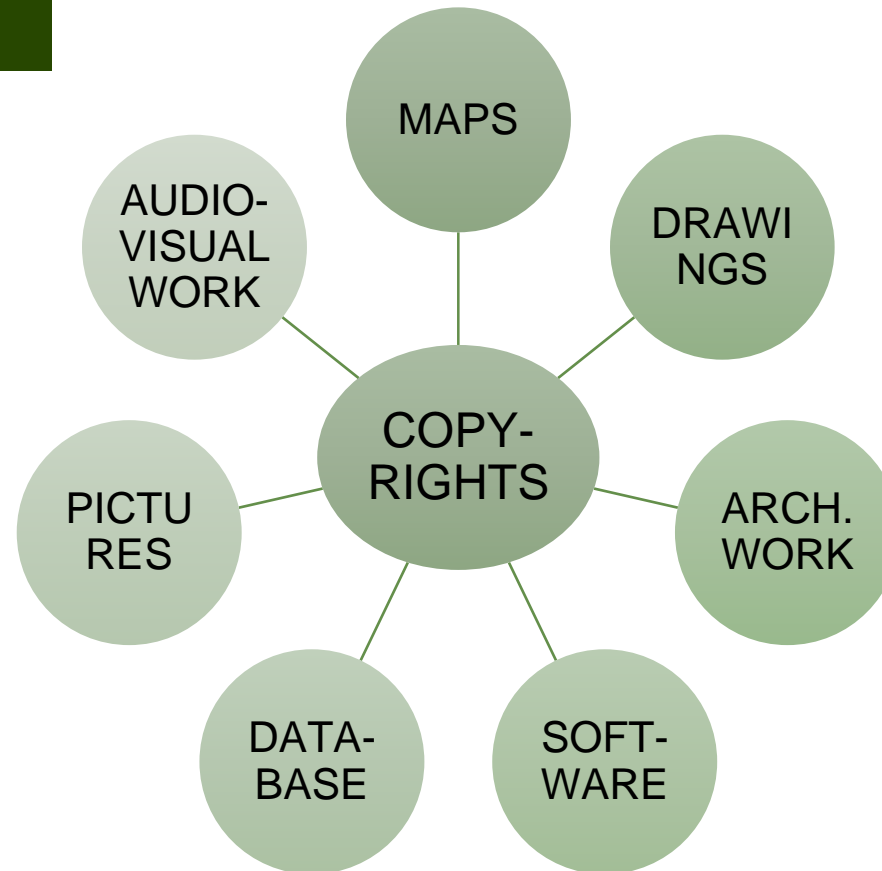 MAPS
DRAWI
NGS
ARCH.
WORK
SOFT-
WARE
DATA-
BASE
PICTU
RES
AUDIO-
VISUAL
WORK
COPY-
RIGHTS